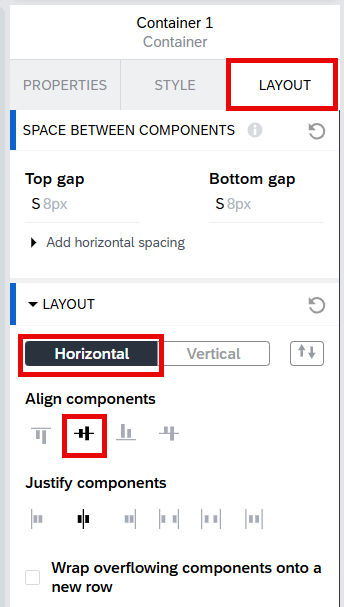 Container 1
Container
PROPERTIES STYLE LAYOUT
SPACE BETWEEN COMPONENTS
Top gap Bottom gap
S 8px S 8px
Add horizontal spacing
LAYOUT
Horizontal Vertical
Align components
Justify components
Wrap overflowing components onto a
new row